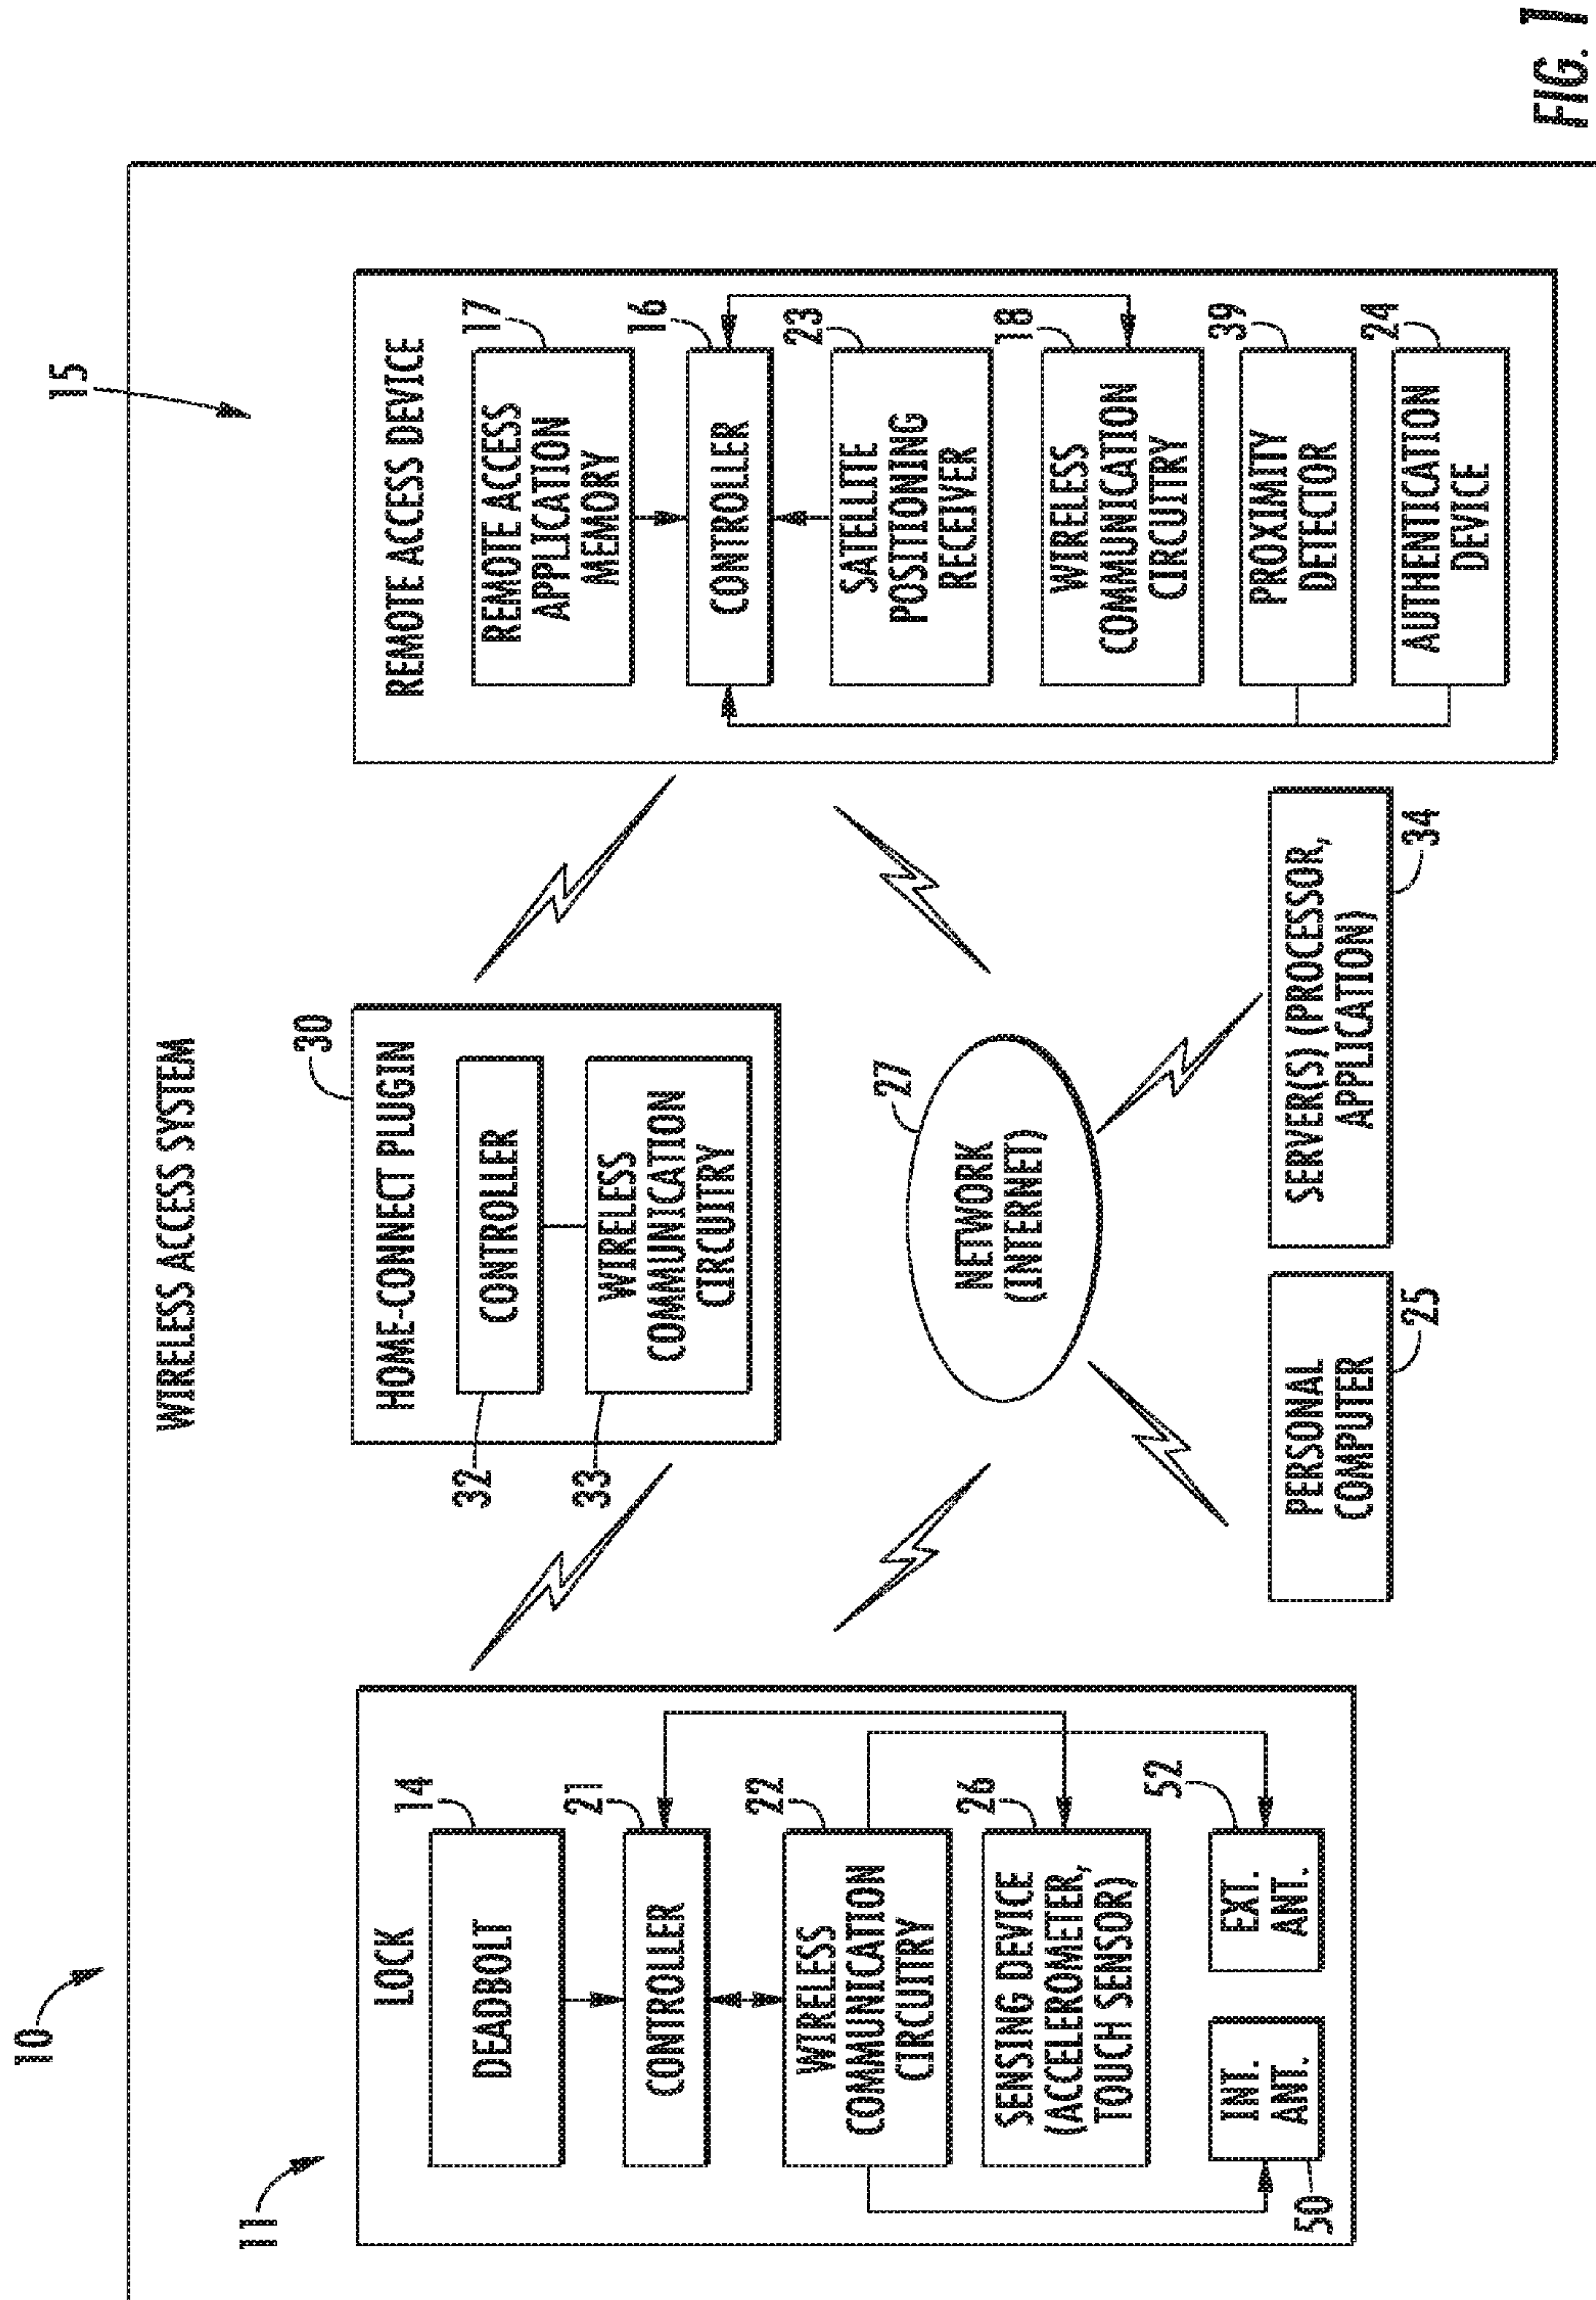 10
WIRELESS ACCESS SYSTEM
15
11
LOCK
14
DEADBOLT
21
CONTROLLER
22
WIRELESS
COMMUNICATION
CIRCUITRY
26
SENSING DEVICE
(ACCELEROMETER,
TOUCH SENSOR)
52
INT.
ANT.
EXT.
ANT.
50
30
HOME-CONNECT PLUGIN
CONTROLLER
32
WIRELESS
COMMUNICATION
CIRCUITRY
33
27
NETWORK
(INTERNET)
PERSONAL
COMPUTER
25
SERVER(S) (PROCESSOR,
APPLICATION)
34
REMOTE ACCESS DEVICE
17
REMOTE ACCESS
APPLICATION
MEMORY
16
CONTROLLER
23
SATELLITE
POSITIONING
RECEIVER
18
WIRELESS
COMMUNICATION
CIRCUITRY
39
PROXIMITY
DETECTOR
24
AUTHENTICATION
DEVICE
FIG. 1